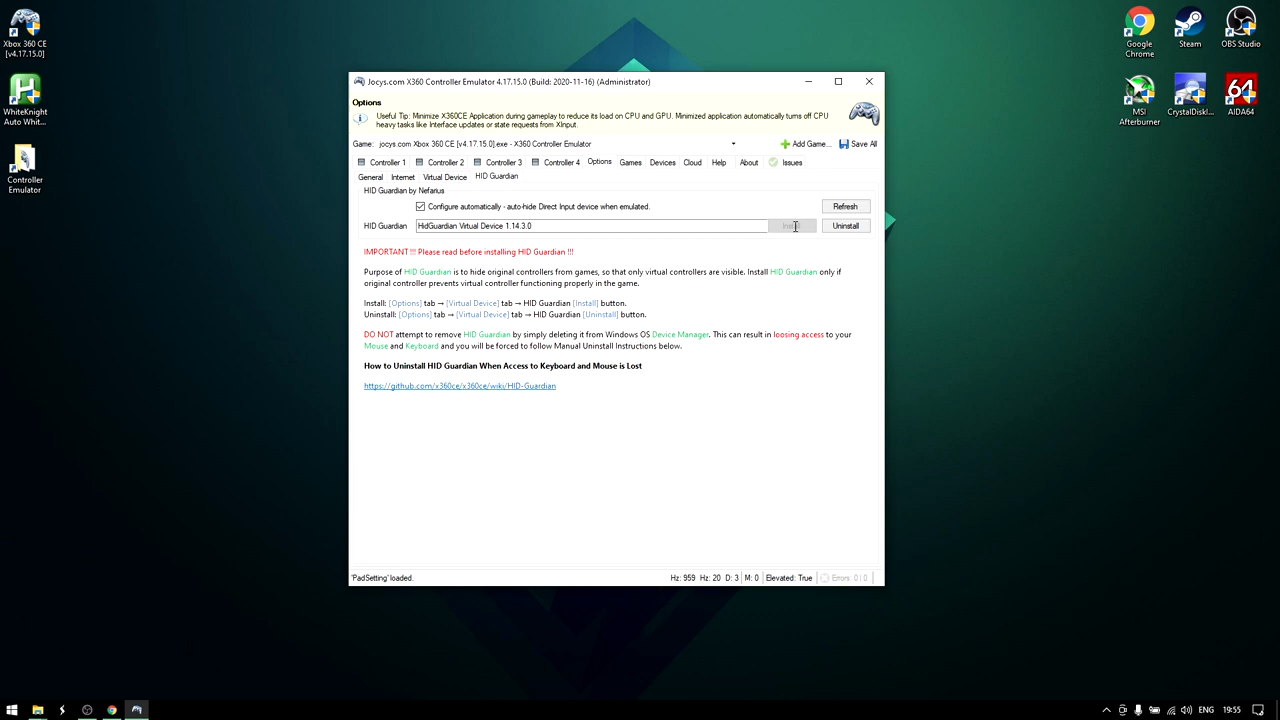 Xbox 360 CE
[v4.17.15.0]
WhiteKnight
Auto Whit...
Controller
Emulator
Google
Chrome
Steam
OBS Studio
MSI
Afterburner
CrystalDiskI...
64
AIDA64
Jocys.com X360 Controller Emulator 4.17.15.0 (Build: 2020-11-16) (Administrator)
Options
Useful Tip: Minimize X360CE Application during gameplay to reduce its load on CPU and GPU. Minimized application automatically turns off CPU
heavy tasks like Interface updates or state requests from XInput.
Game: jocys.com Xbox 360 CE [v4.17.15.0].exe - X360 Controller Emulator
Add Game...
Save All
Controller 1 Controller 2 Controller 3 Controller 4 Options Games Devices Cloud Help About Issues
General Internet Virtual Device HID Guardian
HID Guardian by Nefarius
Configure automatically - auto-hide Direct Input device when emulated.
Refresh
HID Guardian HidGuardian Virtual Device 1.14.3.0 Install Uninstall
IMPORTANT !!! Please read before installing HID Guardian !!!
Purpose of HID Guardian is to hide original controllers from games, so that only virtual controllers are visible. Install HID Guardian only if
original controller prevents virtual controller functioning properly in the game.
Install: [Options] tab → [Virtual Device] tab → HID Guardian [Install] button.
Uninstall: [Options] tab → [Virtual Device] tab → HID Guardian [Uninstall] button.
DO NOT attempt to remove HID Guardian by simply deleting it from Windows OS Device Manager. This can result in loosing access to your
Mouse and Keyboard and you will be forced to follow Manual Uninstall Instructions below.
How to Uninstall HID Guardian When Access to Keyboard and Mouse is Lost
https://github.com/x360ce/x360ce/wiki/HID-Guardian
'PadSetting' loaded.
Hz: 959 Hz: 20 D: 3 M: 0 Elevated: True Errors: 0 | 0
ENG 19:55